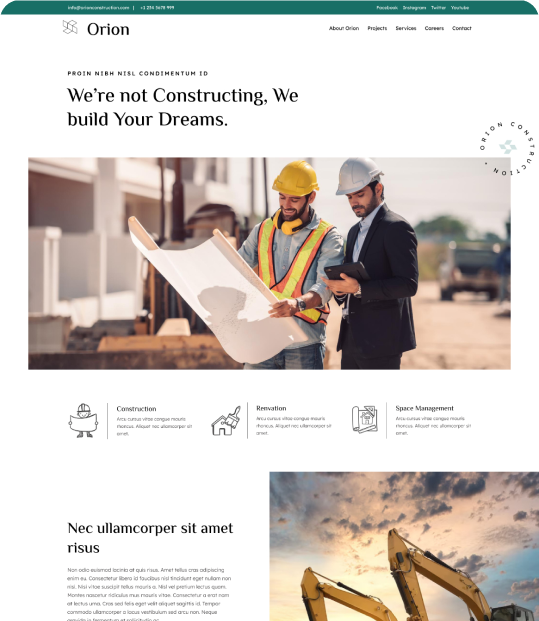 info@orionconstruction.com | +1 234 5678 999
Facebook Instagram Twitter Youtube
Orion
About Orion Projects Services Careers Contact
PROIN NIBH NISL CONDIMENTUM ID
We're not Constructing, We
build Your Dreams.
ORION CONSTRUCTION
Construction
Arcu cursus vitae congue mauris
rhoncus. Aliquet nec ullamcorper sit
amet.
Renvation
Arcu cursus vitae congue mauris
rhoncus. Aliquet nec ullamcorper sit
amet.
Space Management
Arcu cursus vitae congue mauris
rhoncus. Aliquet nec ullamcorper sit
amet.
Nec ullamcorper sit amet
risus
Non odio euismod lacinia at quis risus. Amet tellus cras adipiscing
enim eu. Consectetur libero id faucibus nisl tincidunt eget nullam non
nisi. Nisi vitae suscipit tellus mauris a. Nisl vel pretium lectus quam.
Montes nascetur ridiculus mus mauris vitae. Consectetur a erat nam
at lectus urna. Cras sed felis eget velit aliquet sagittis id. Tempor
commodo ullamcorper a lacus vestibulum sed arcu non. Neque